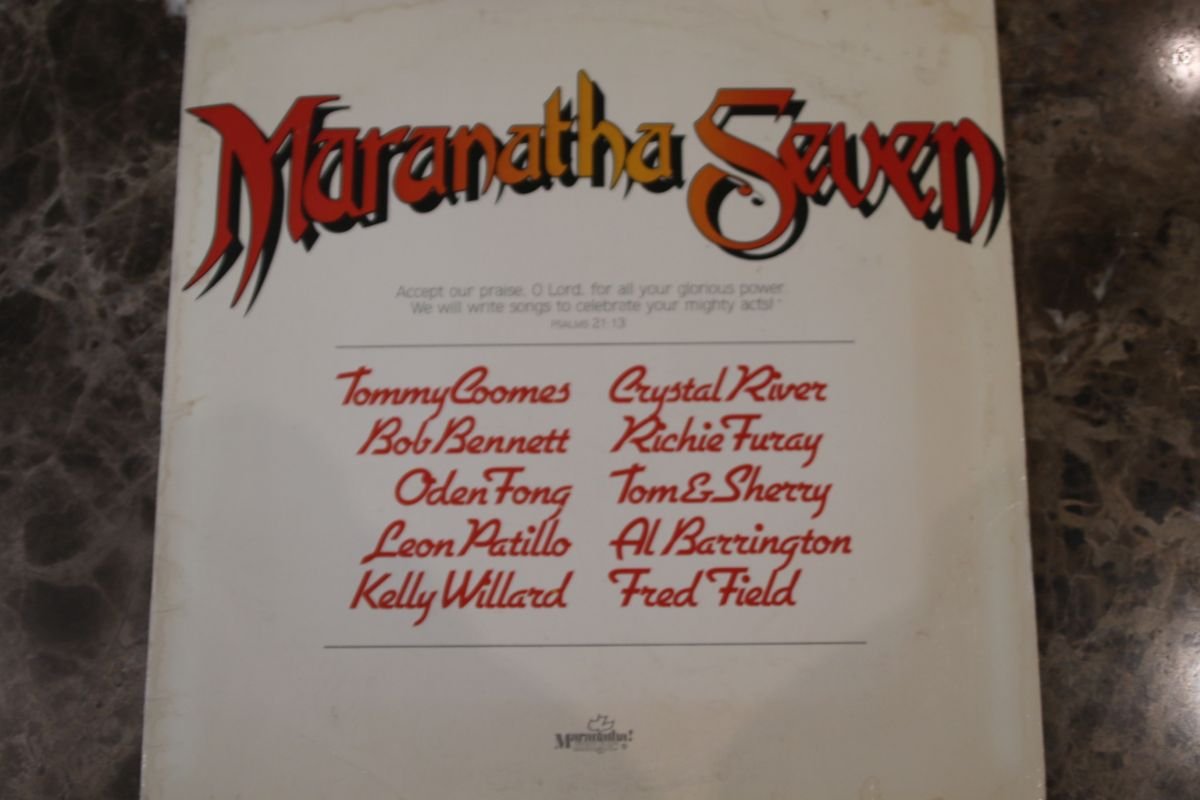 Maranatha Seven
Accept our praise, O Lord, for all your glorious power.
We will write songs to celebrate your mighty acts!"
PSALMS 21:13
Tommy Coomes
Bob Bennett
Oden Fong
Leon Patillo
Kelly Willard
Crystal River
Richie Furay
Tom & Sherry
Al Barrington
Fred Field
Maranatha!